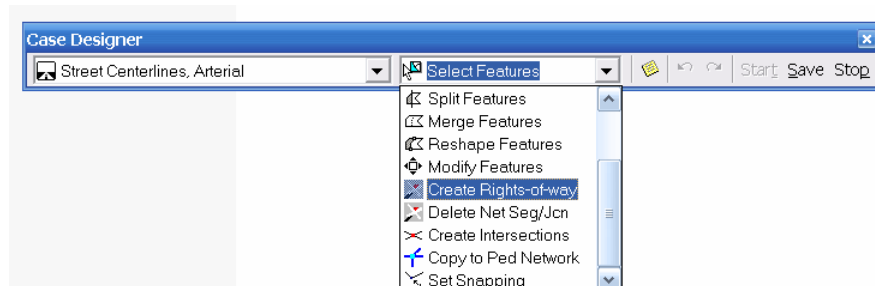 Case Designer
Street Centerlines, Arterial Select Features Start Save Stop
Split Features
Merge Features
Reshape Features
Modify Features
Create Rights-of-way
Delete Net Seg/Jcn
Create Intersections
Copy to Ped Network
Set Snapping